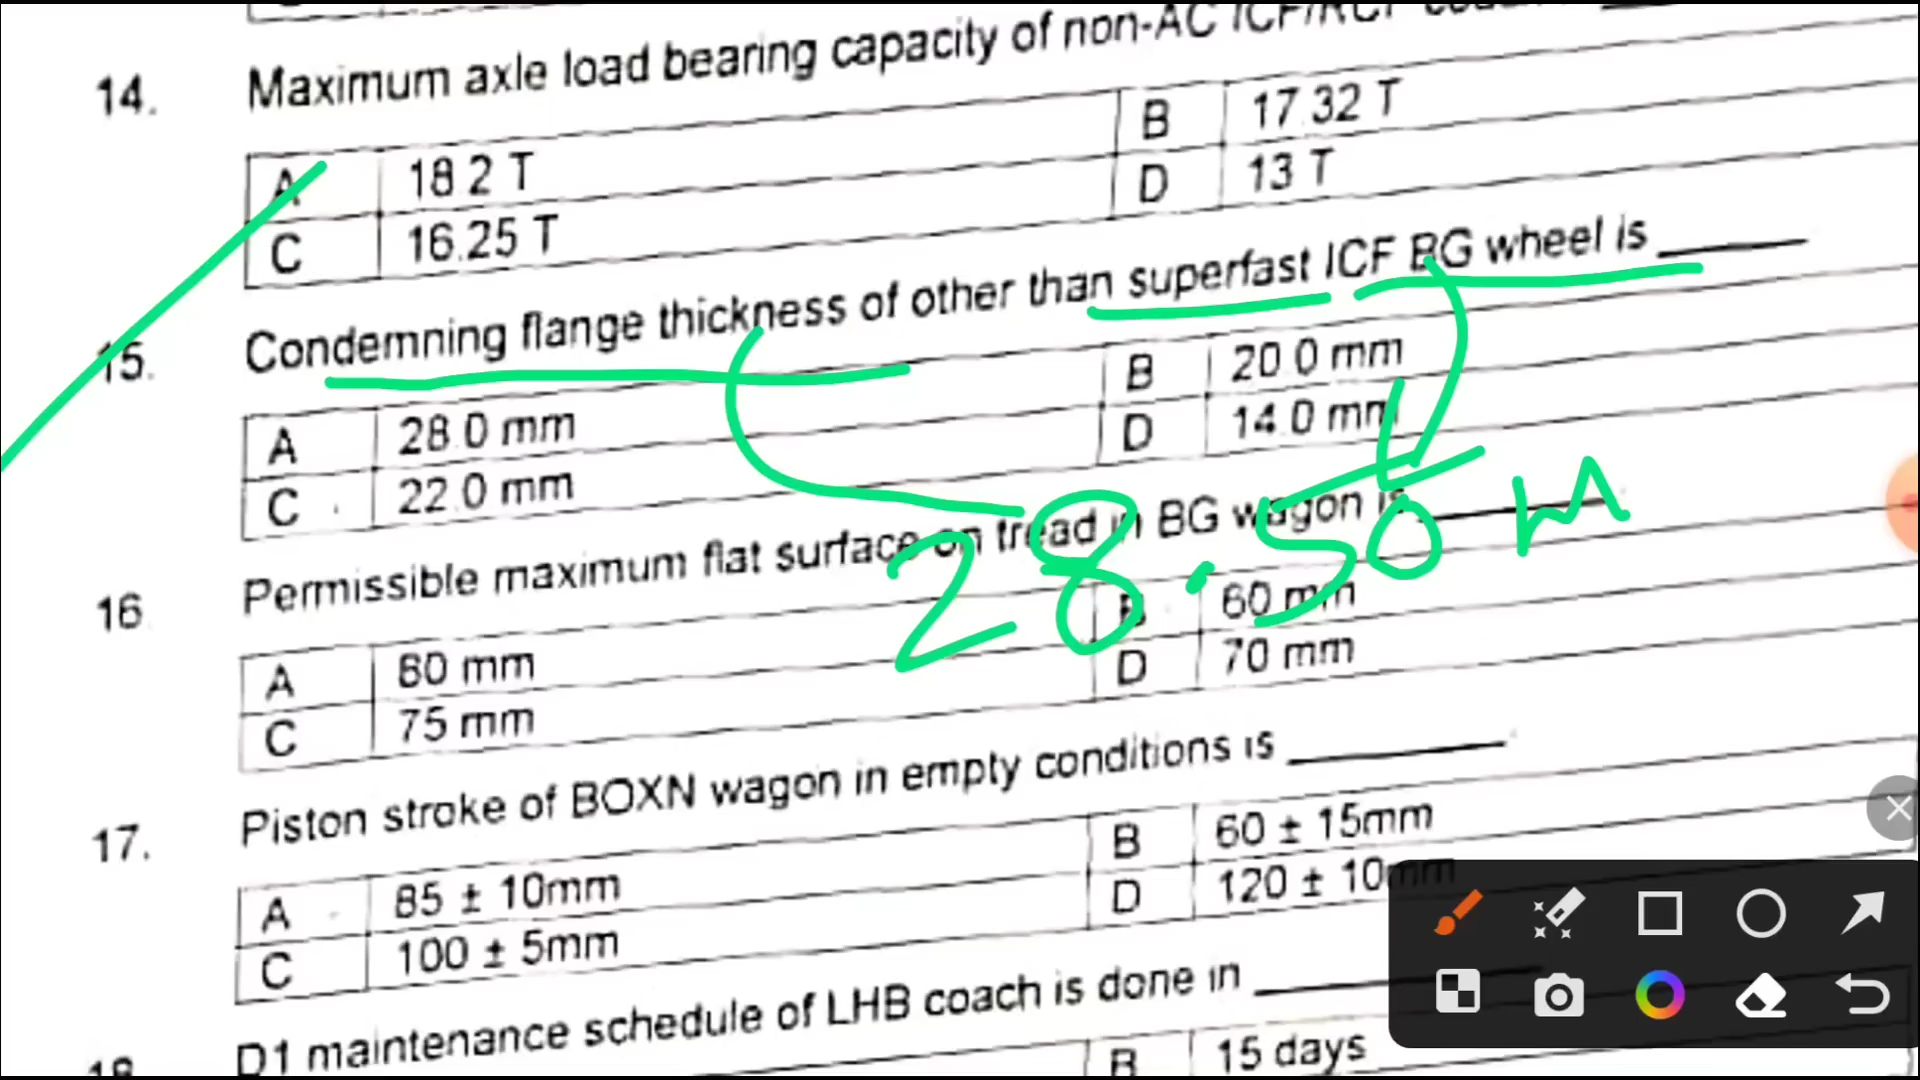 14. Maximum axle load bearing capacity of non-AC ICF/RCF
A 18 2 T B 17.32 T
C 16.25 T D 13 T
15. Condemning flange thickness of other than superfast ICF BG wheel is
A 28 0 mm B 20 0 mm
C 22 0 mm D 14 0 mm
28.50 M
16 Permissible maximum flat surface on tread in BG wagon is
A 60 mm B 60 mm
C 75 mm D 70 mm
17. Piston stroke of BOXN wagon in empty conditions is
A 85 ± 10mm B 60 ± 15mm
C 100 ± 5mm D 120 ± 10mm
18. D1 maintenance schedule of LHB coach is done in
B 15 days